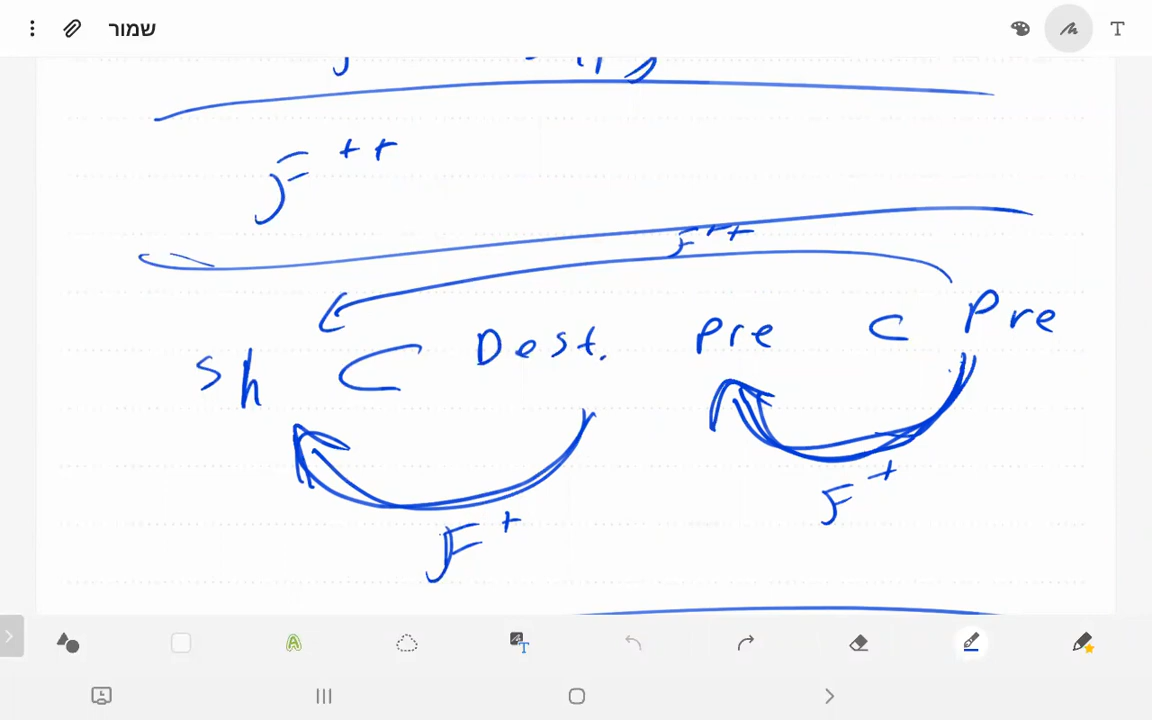 שמור
T
F ++
F++
Sh ⊂ Dest. Pre ⊂ Pre
F +
F +